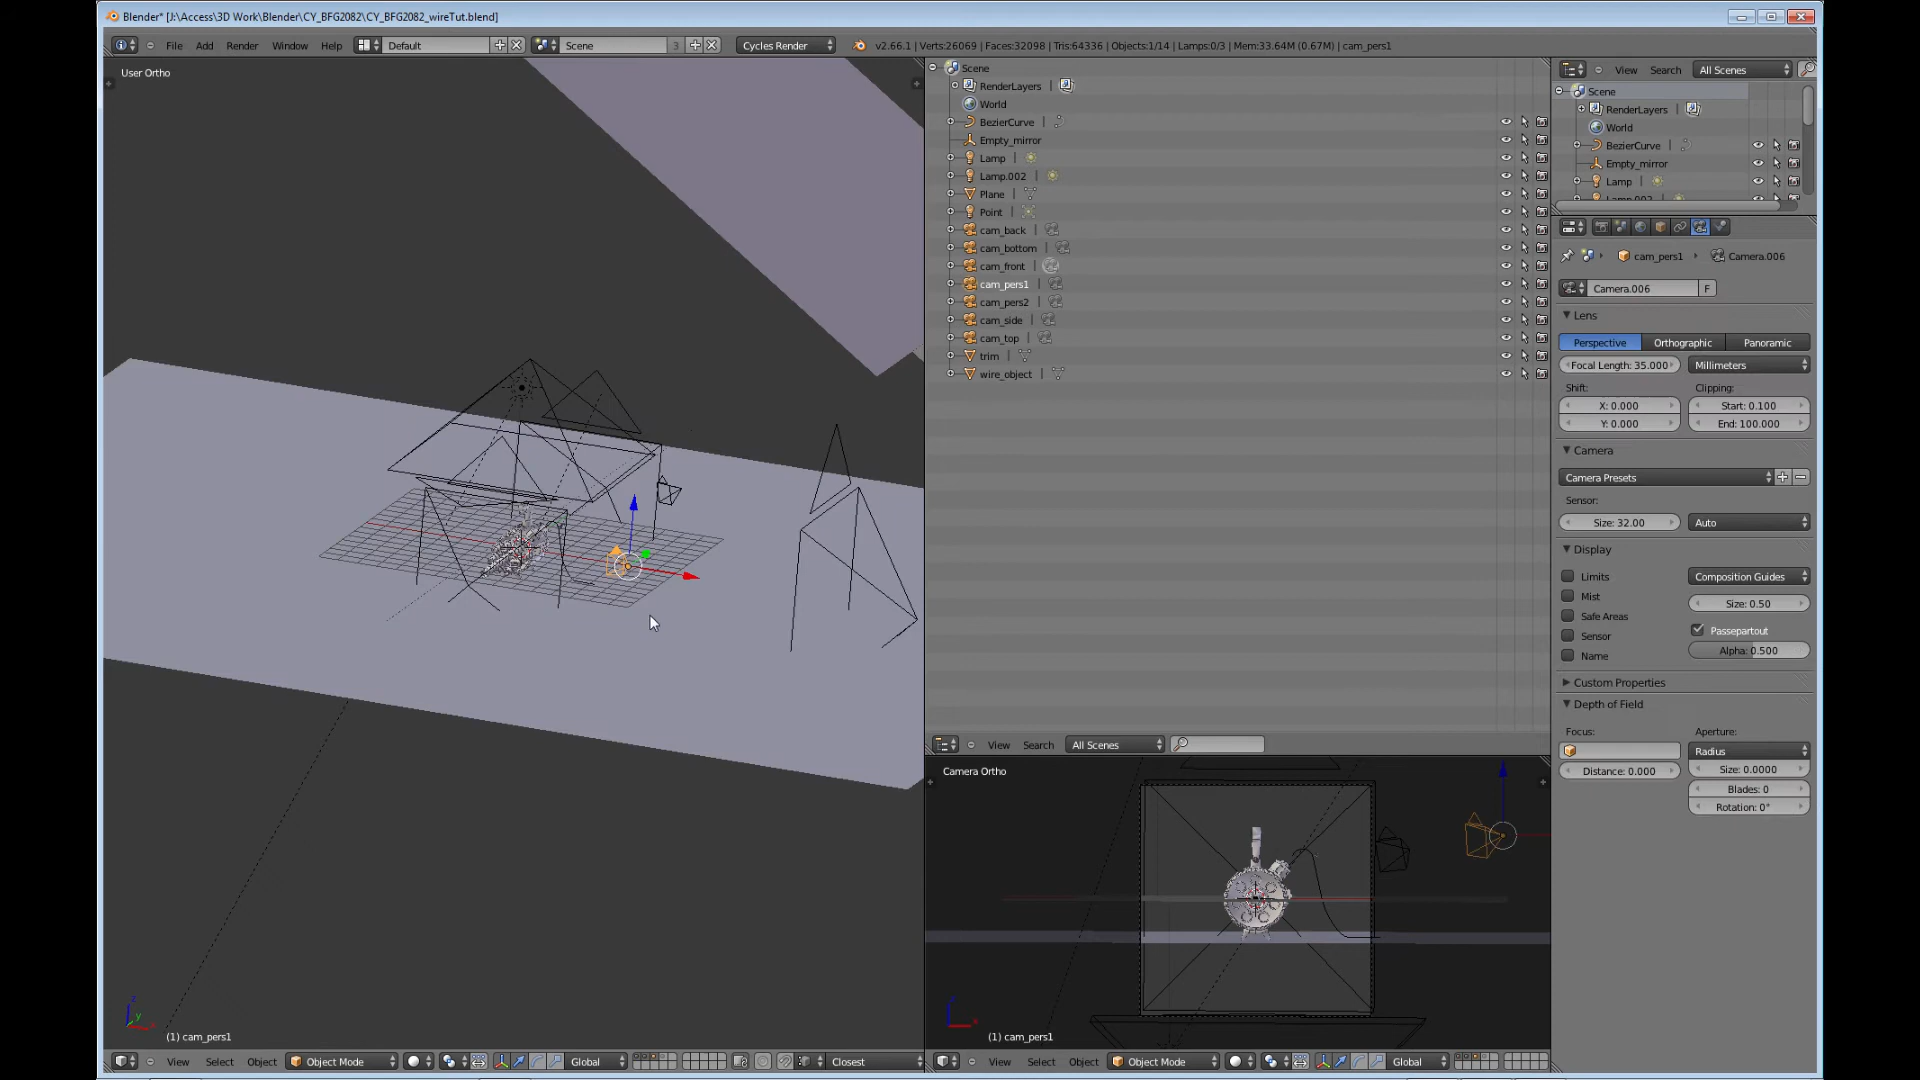 Blender* [J:\Access\3D Work\Blender\CY_BFG2082\CY_BFG2082_wireTut.blend]
File Add Render Window Help Default Scene 3 Cycles Render v2.66.1 | Verts:26069 | Faces:32098 | Tris:64336 | Objects:1/14 | Lamps:0/3 | Mem:33.64M (0.67M) | cam_pers1
User Ortho
Scene
RenderLayers
World
BezierCurve
Empty_mirror
Lamp
Lamp.002
Plane
Point
cam_back
cam_bottom
cam_front
cam_pers1
cam_pers2
cam_side
cam_top
trim
wire_object
View Search All Scenes
Camera Ortho
(1) cam_pers1
View Select Object Object Mode Global
View Search All Scenes
Scene
RenderLayers
World
BezierCurve
Empty_mirror
Lamp
Lamp.002
cam_pers1 Camera.006
Camera.006 F
Lens
Perspective Orthographic Panoramic
Focal Length: 35.000 Millimeters
Shift: Clipping:
X: 0.000 Start: 0.100
Y: 0.000 End: 100.000
Camera
Camera Presets
Sensor:
Size: 32.00 Auto
Display
Limits Composition Guides
Mist Size: 0.50
Safe Areas
Sensor Passepartout
Name Alpha: 0.500
Custom Properties
Depth of Field
Focus: Aperture:
Radius
Distance: 0.000 Size: 0.0000
Blades: 0
Rotation: 0°
(1) cam_pers1
View Select Object Object Mode Global Closest